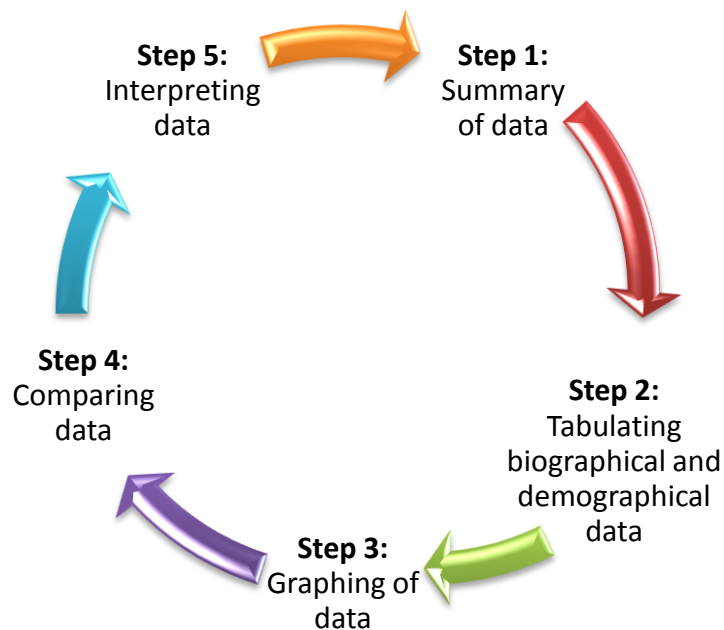 Step 1:
Summary
of data
Step 2:
Tabulating
biographical and
demographical
data
Step 3:
Graphing of
data
Step 4:
Comparing
data
Step 5:
Interpreting
data